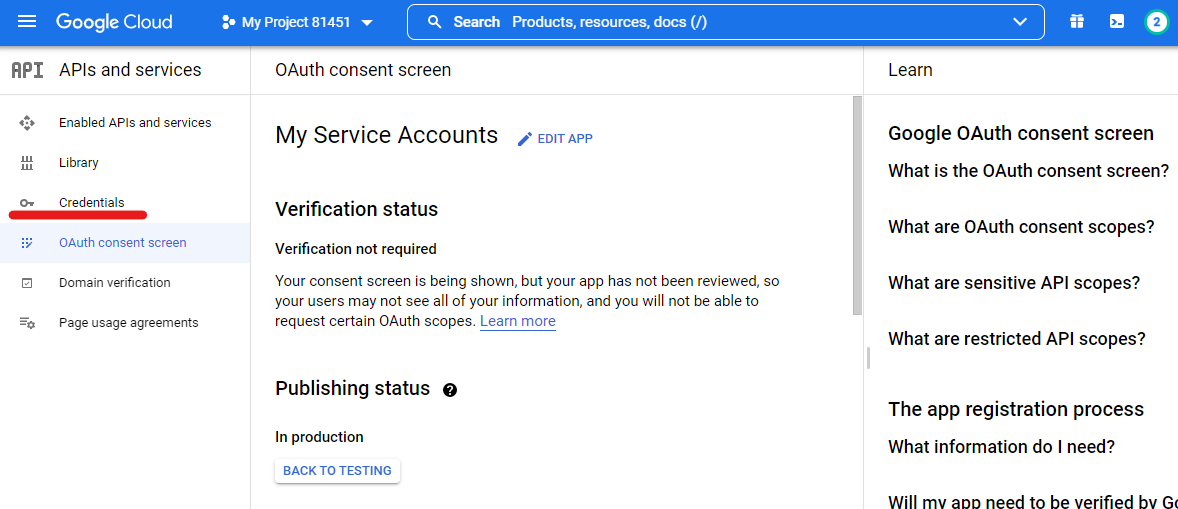 Google Cloud
My Project 81451
Search Products, resources, docs (/)
2
API APIs and services
Enabled APIs and services
Library
Credentials
OAuth consent screen
Domain verification
Page usage agreements
OAuth consent screen
My Service Accounts
EDIT APP
Verification status
Verification not required
Your consent screen is being shown, but your app has not been reviewed, so
your users may not see all of your information, and you will not be able to
request certain OAuth scopes. Learn more
Publishing status
In production
BACK TO TESTING
Learn
Google OAuth consent screen
What is the OAuth consent screen?
What are OAuth consent scopes?
What are sensitive API scopes?
What are restricted API scopes?
The app registration process
What information do I need?
Will my app need to be verified by Go